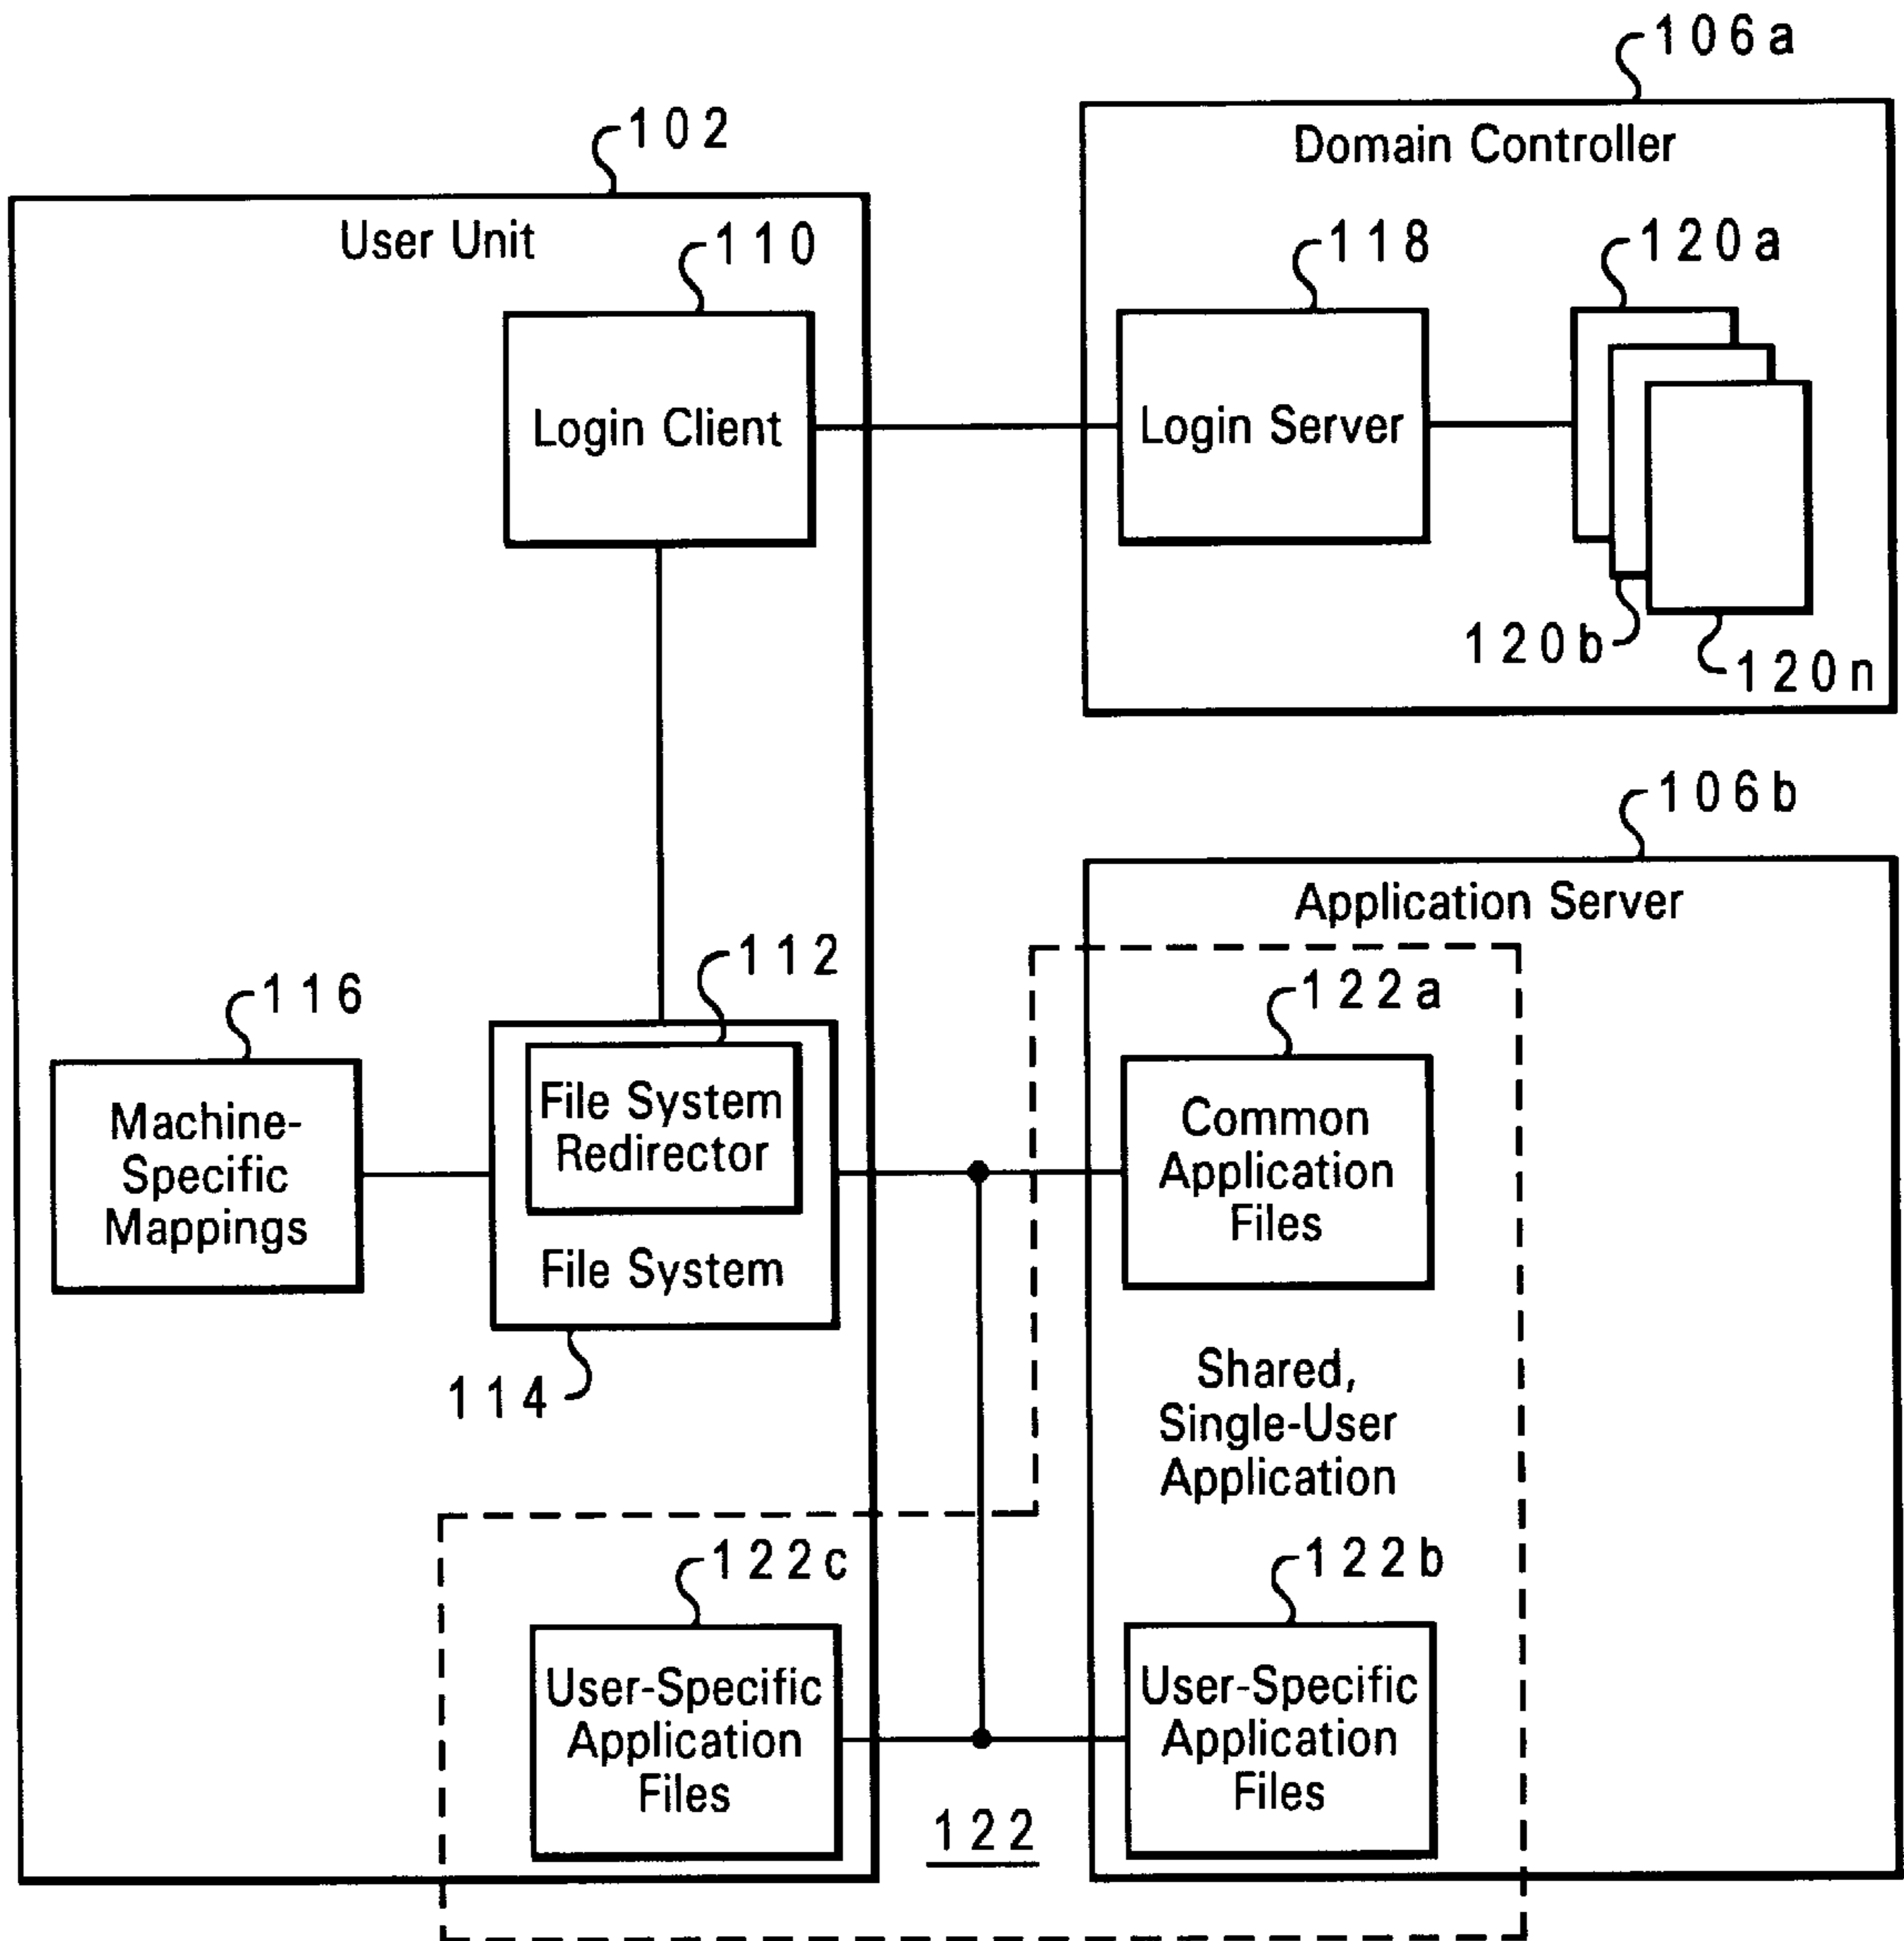 106a
Domain Controller
102
User Unit
110
118
120a
Login Client
Login Server
120b
120n
106b
Application Server
112
116
122a
File System
Redirector
Machine-
Specific
Mappings
Common
Application
Files
File System
114
Shared,
Single-User
Application
122c
122b
User-Specific
Application
Files
User-Specific
Application
Files
122